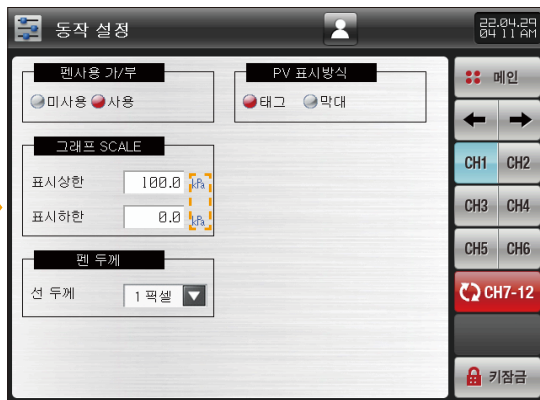 동작 설정
22.04.29
04 11 AM
펜사용 가/부
미사용 사용
PV 표시방식
태그 막대
그래프 SCALE
표시상한 100.0 kPa
표시하한 0.0 kPa
펜 두께
선 두께 1 픽셀
메인
CH1 CH2
CH3 CH4
CH5 CH6
CH7-12
키잠금